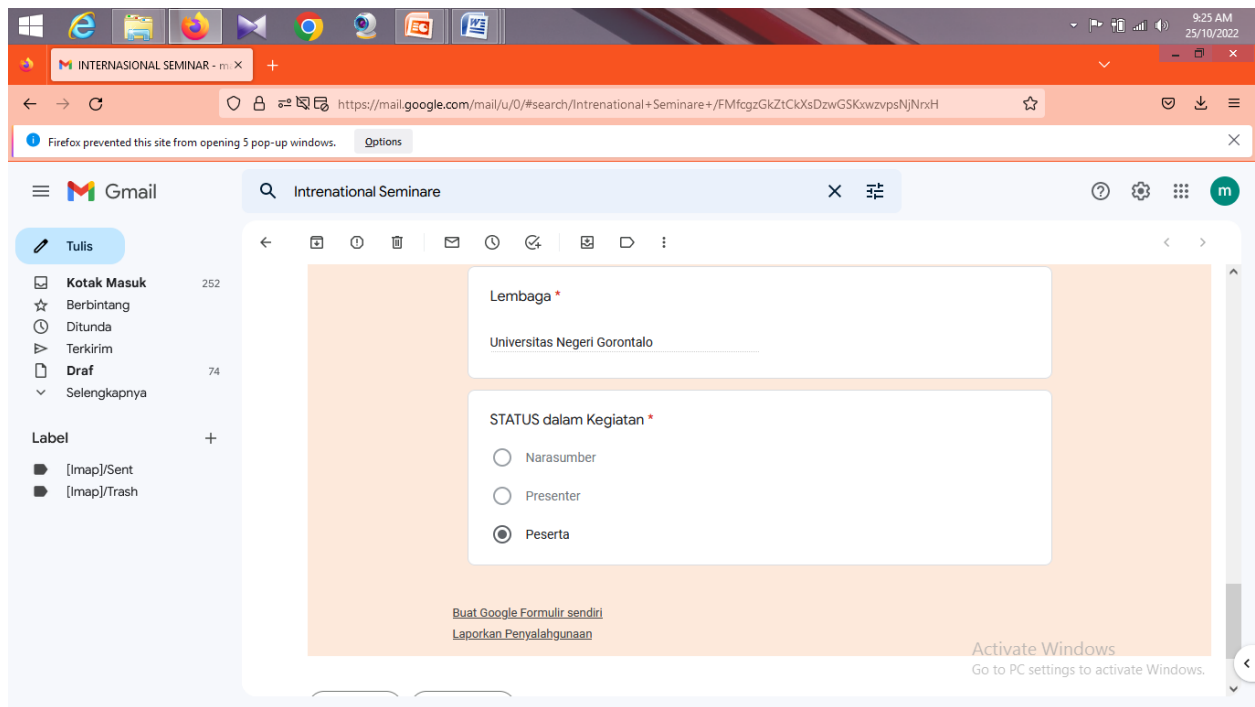 9:25 AM
25/10/2022
INTERNASIONAL SEMINAR - m
https://mail.google.com/mail/u/0/#search/Intrenational+Seminare+/FMfcgzGkZtCkXsDzwGSKxwzvpsNjNrxH
Firefox prevented this site from opening 5 pop-up windows. Options
Gmail
Intrenational Seminare
m
Tulis
Kotak Masuk 252
Berbintang
Ditunda
Terkirim
Draf 74
Selengkapnya
Label
[Imap]/Sent
[Imap]/Trash
Lembaga *
Universitas Negeri Gorontalo
STATUS dalam Kegiatan *
Narasumber
Presenter
Peserta
Buat Google Formulir sendiri
Laporkan Penyalahgunaan
Activate Windows
Go to PC settings to activate Windows.